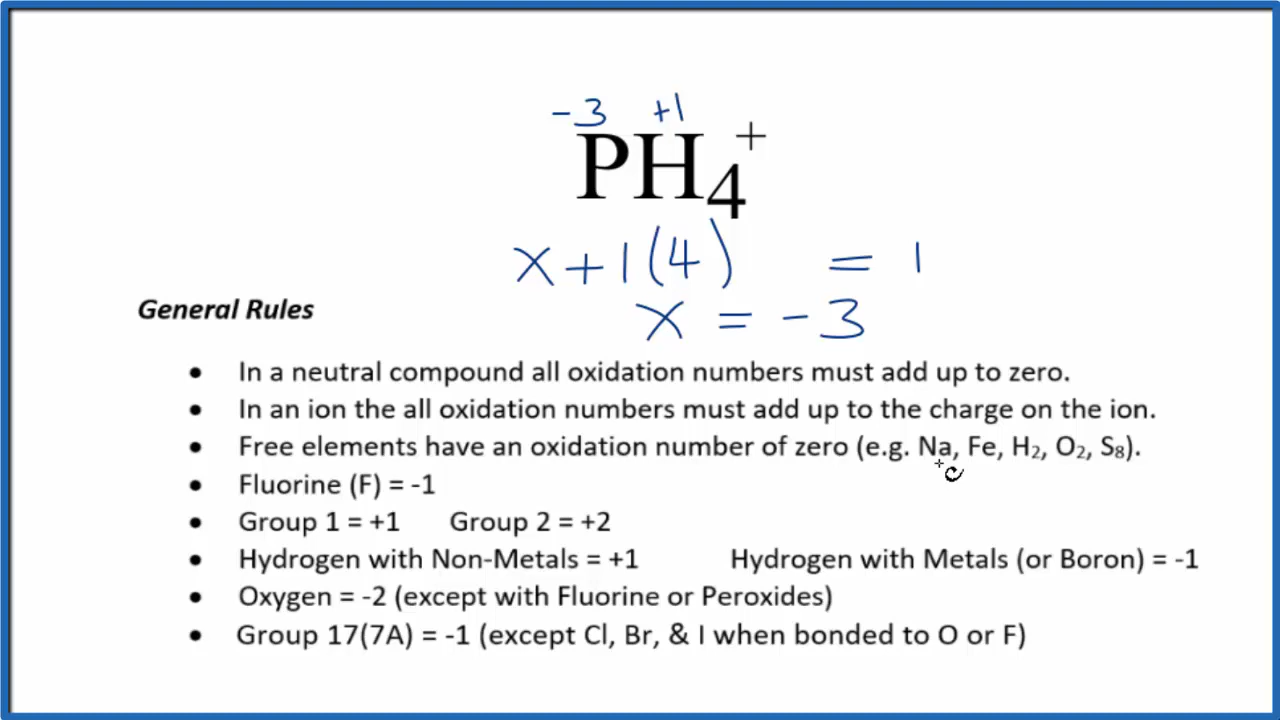 -3 +1
PH₄⁺
x + 1(4) = 1
x = -3
General Rules
• In a neutral compound all oxidation numbers must add up to zero.
• In an ion the all oxidation numbers must add up to the charge on the ion.
• Free elements have an oxidation number of zero (e.g. Na, Fe, H₂, O₂, S₈).
• Fluorine (F) = -1
• Group 1 = +1 Group 2 = +2
• Hydrogen with Non-Metals = +1 Hydrogen with Metals (or Boron) = -1
• Oxygen = -2 (except with Fluorine or Peroxides)
• Group 17(7A) = -1 (except Cl, Br, & I when bonded to O or F)